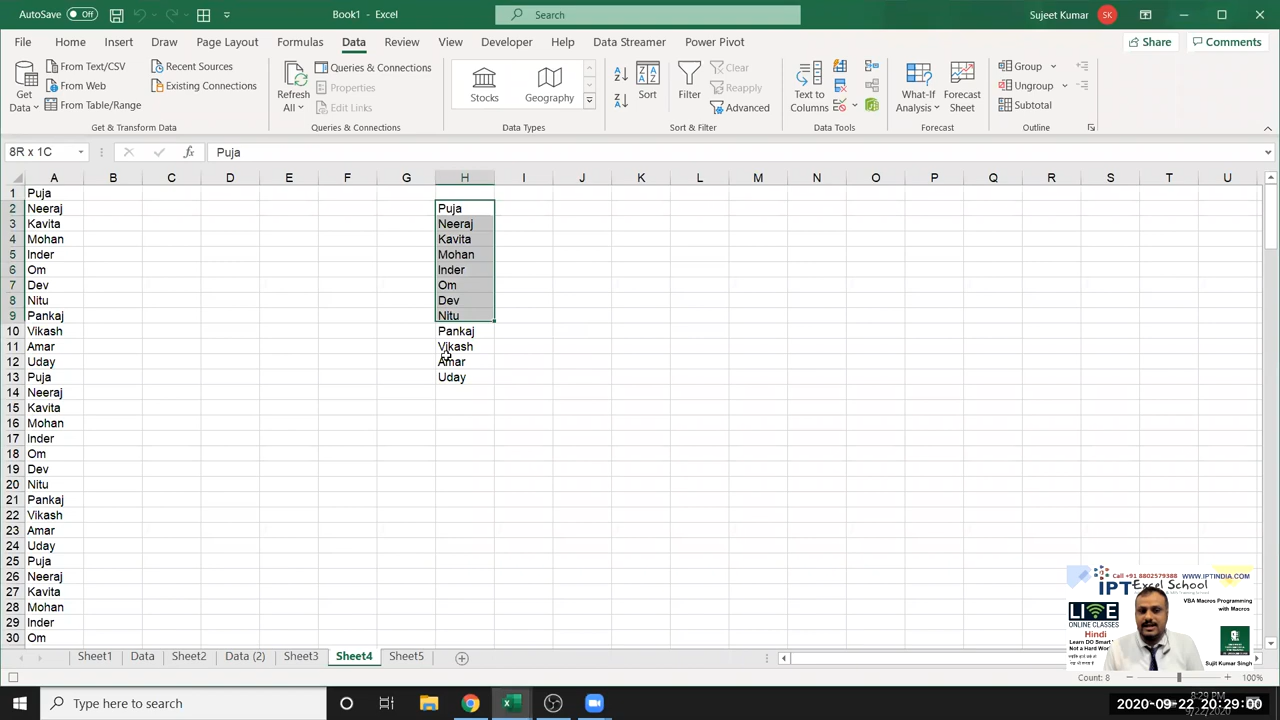 AutoSave Off
Book1 - Excel
Search
Sujeet Kumar
SK
File Home Insert Draw Page Layout Formulas Data Review View Developer Help Data Streamer Power Pivot
Share Comments
Get Data
From Text/CSV
From Web
From Table/Range
Recent Sources
Existing Connections
Get & Transform Data
Refresh All
Queries & Connections
Properties
Edit Links
Queries & Connections
Stocks Geography
Data Types
Sort
Filter
Clear
Reapply
Advanced
Sort & Filter
Text to Columns
Data Tools
What-If Analysis
Forecast Sheet
Forecast
Group
Ungroup
Subtotal
Outline
8R x 1C
fx
Puja
A B C D E F G H I J K L M N O P Q R S T U
1 Puja
2 Neeraj Puja
3 Kavita Neeraj
4 Mohan Kavita
5 Inder Mohan
6 Om Inder
7 Dev Om
8 Nitu Dev
9 Pankaj Nitu
10 Vikash Pankaj
11 Amar Vikash
12 Uday Amar
13 Puja Uday
14 Neeraj
15 Kavita
16 Mohan
17 Inder
18 Om
19 Dev
20 Nitu
21 Pankaj
22 Vikash
23 Amar
24 Uday
25 Puja
26 Neeraj
27 Kavita
28 Mohan
29 Inder
30 Om
Call +91 8802579388 WWW.IPTINDIA.COM
IPT Excel School
LIVE
ONLINE CLASSES
Hindi
Learn DO Smart
Not a Hard Wo
VBA Macros Programming
with Macros
Sujit Kumar Singh
Sheet1 Data Sheet2 Data (2) Sheet3 Sheet4 Sheet5
Count: 8
100%
Type here to search
8:29 PM
2020-09-22 20:29:00